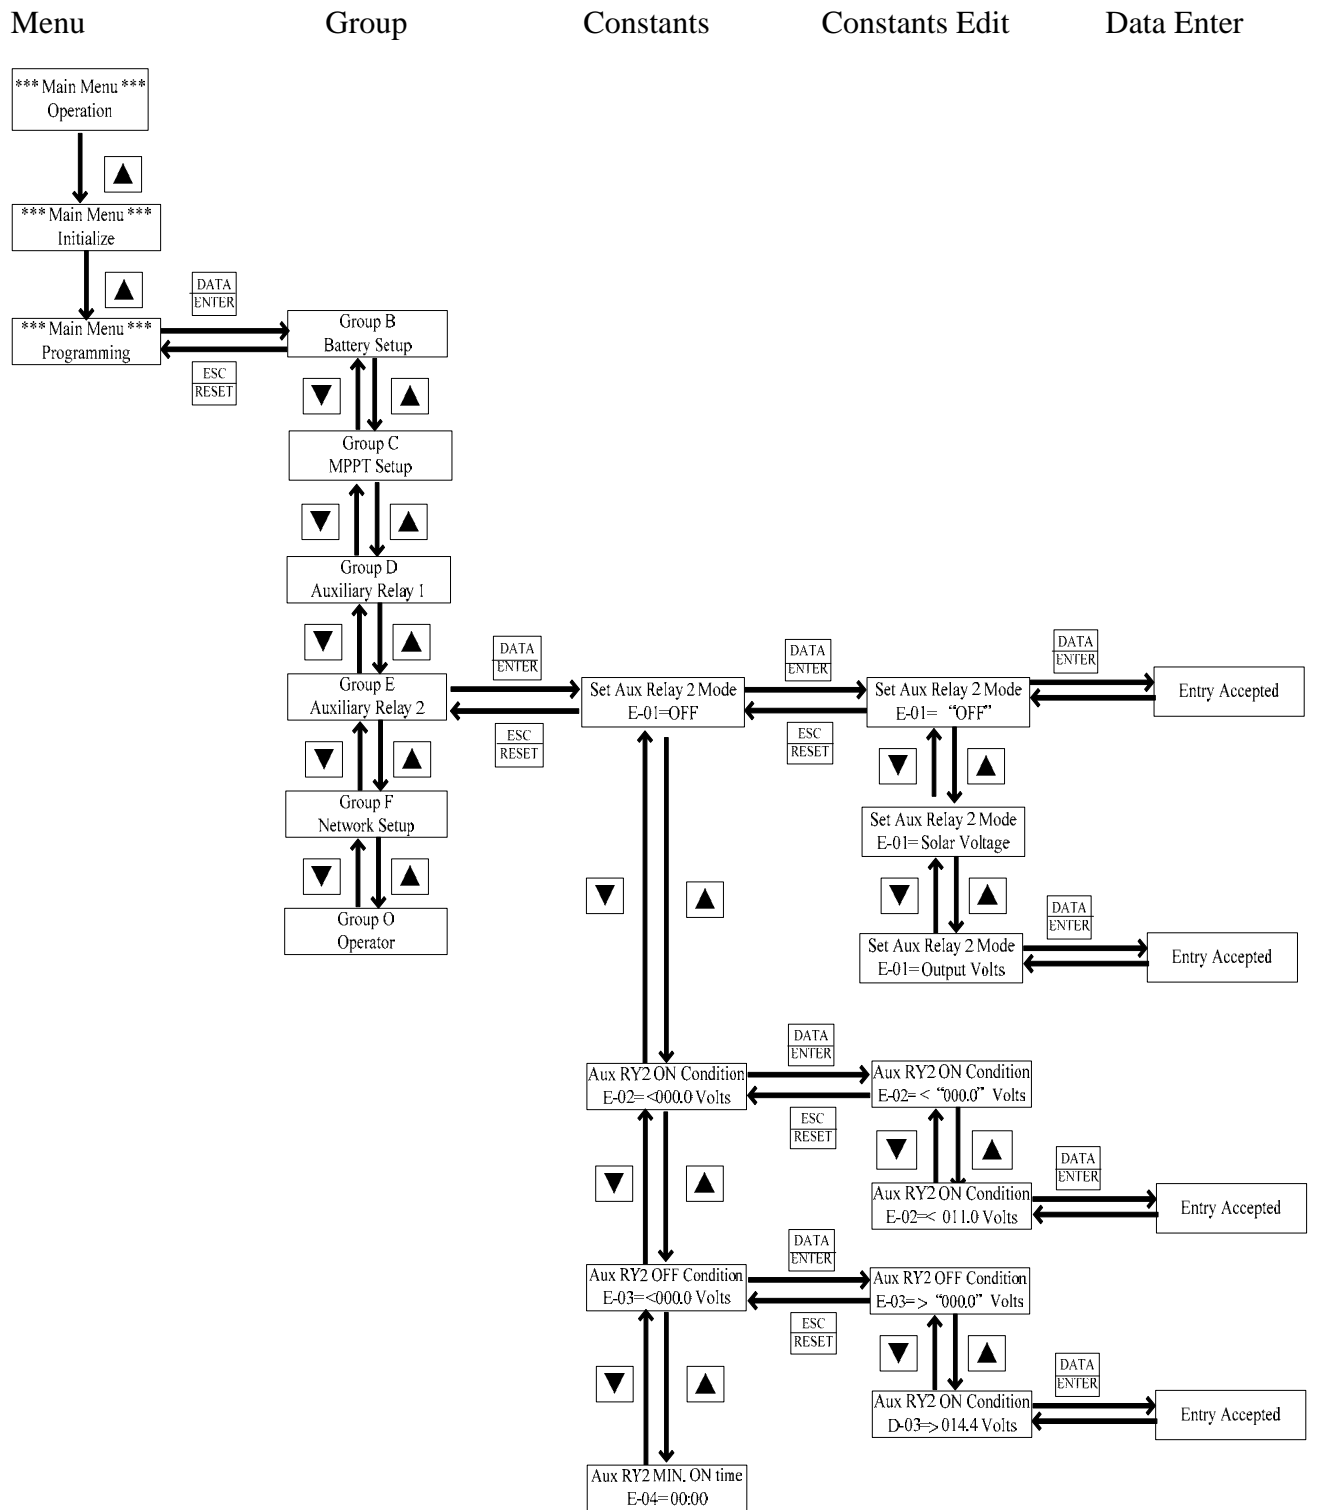 Menu Group Constants Constants Edit Data Enter
*** Main Menu ***
Operation
*** Main Menu ***
Initialize
*** Main Menu ***
Programming
DATA
ENTER
ESC
RESET
Group B
Battery Setup
Group C
MPPT Setup
Group D
Auxiliary Relay 1
Group E
Auxiliary Relay 2
Group F
Network Setup
Group O
Operator
DATA
ENTER
ESC
RESET
Set Aux Relay 2 Mode
E-01=OFF
DATA
ENTER
ESC
RESET
Set Aux Relay 2 Mode
E-01= “OFF”
DATA
ENTER
Entry Accepted
Set Aux Relay 2 Mode
E-01=Solar Voltage
Set Aux Relay 2 Mode
E-01=Output Volts
DATA
ENTER
Entry Accepted
Aux RY2 ON Condition
E-02=<000.0 Volts
DATA
ENTER
ESC
RESET
Aux RY2 ON Condition
E-02=< “000.0” Volts
Aux RY2 ON Condition
E-02=< 011.0 Volts
DATA
ENTER
Entry Accepted
Aux RY2 OFF Condition
E-03=<000.0 Volts
DATA
ENTER
ESC
RESET
Aux RY2 OFF Condition
E-03=> “000.0” Volts
Aux RY2 ON Condition
D-03=>014.4 Volts
DATA
ENTER
Entry Accepted
Aux RY2 MIN. ON time
E-04=00:00